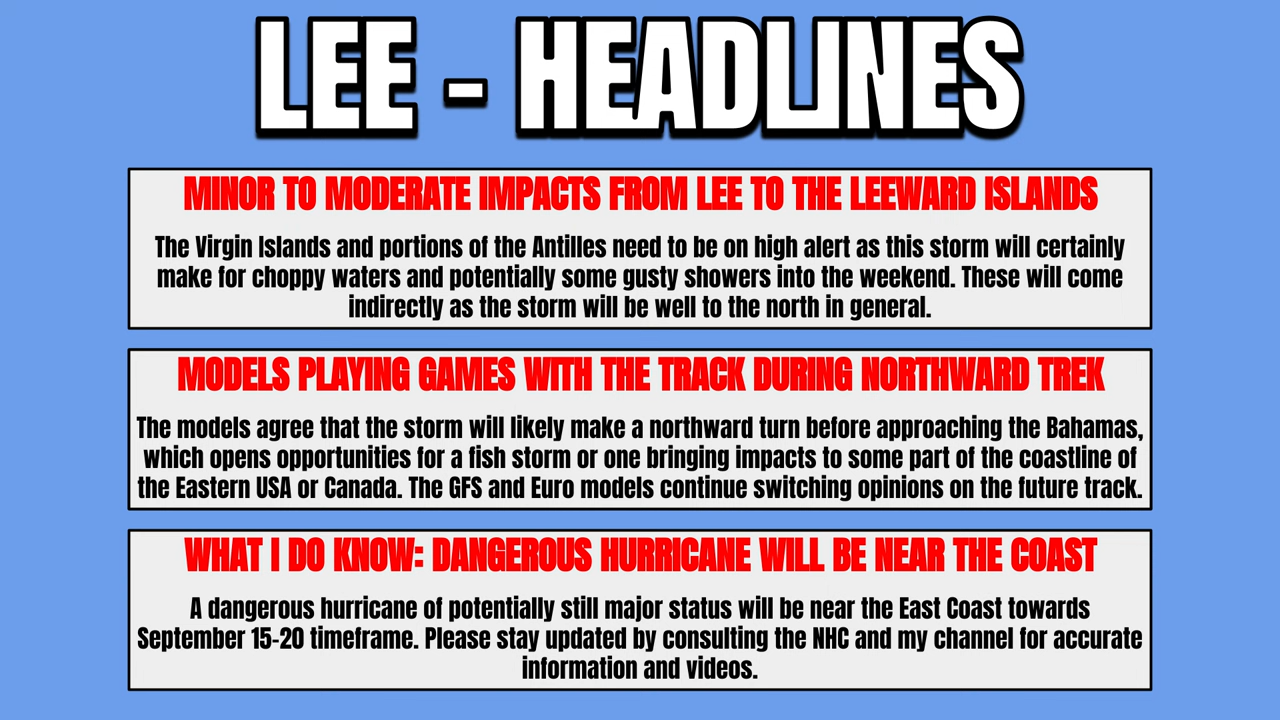 LEE - HEADLINES
MINOR TO MODERATE IMPACTS FROM LEE TO THE LEEWARD ISLANDS
The Virgin Islands and portions of the Antilles need to be on high alert as this storm will certainly
make for choppy waters and potentially some gusty showers into the weekend. These will come
indirectly as the storm will be well to the north in general.
MODELS PLAYING GAMES WITH THE TRACK DURING NORTHWARD TREK
The models agree that the storm will likely make a northward turn before approaching the Bahamas,
which opens opportunities for a fish storm or one bringing impacts to some part of the coastline of
the Eastern USA or Canada. The GFS and Euro models continue switching opinions on the future track.
WHAT I DO KNOW: DANGEROUS HURRICANE WILL BE NEAR THE COAST
A dangerous hurricane of potentially still major status will be near the East Coast towards
September 15-20 timeframe. Please stay updated by consulting the NHC and my channel for accurate
information and videos.